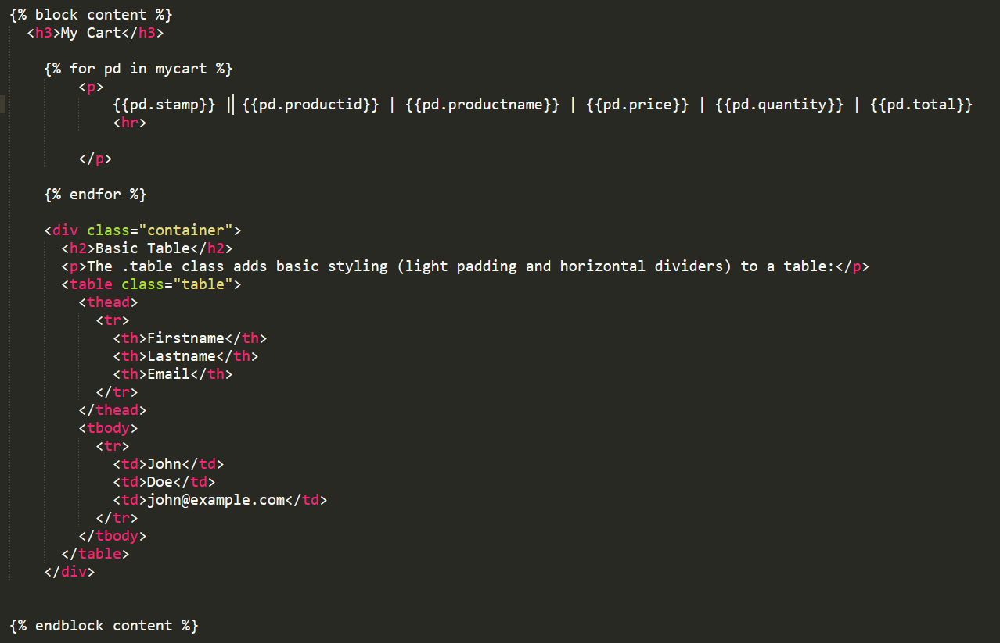 {% block content %}
<h3>My Cart</h3>
{% for pd in mycart %}
<p>
{{pd.stamp}} | {{pd.productid}} | {{pd.productname}} | {{pd.price}} | {{pd.quantity}} | {{pd.total}}
<hr>
</p>
{% endfor %}
<div class="container">
<h2>Basic Table</h2>
<p>The .table class adds basic styling (light padding and horizontal dividers) to a table:</p>
<table class="table">
<thead>
<tr>
<th>Firstname</th>
<th>Lastname</th>
<th>Email</th>
</tr>
</thead>
<tbody>
<tr>
<td>John</td>
<td>Doe</td>
<td>john@example.com</td>
</tr>
</tbody>
</table>
</div>
{% endblock content %}